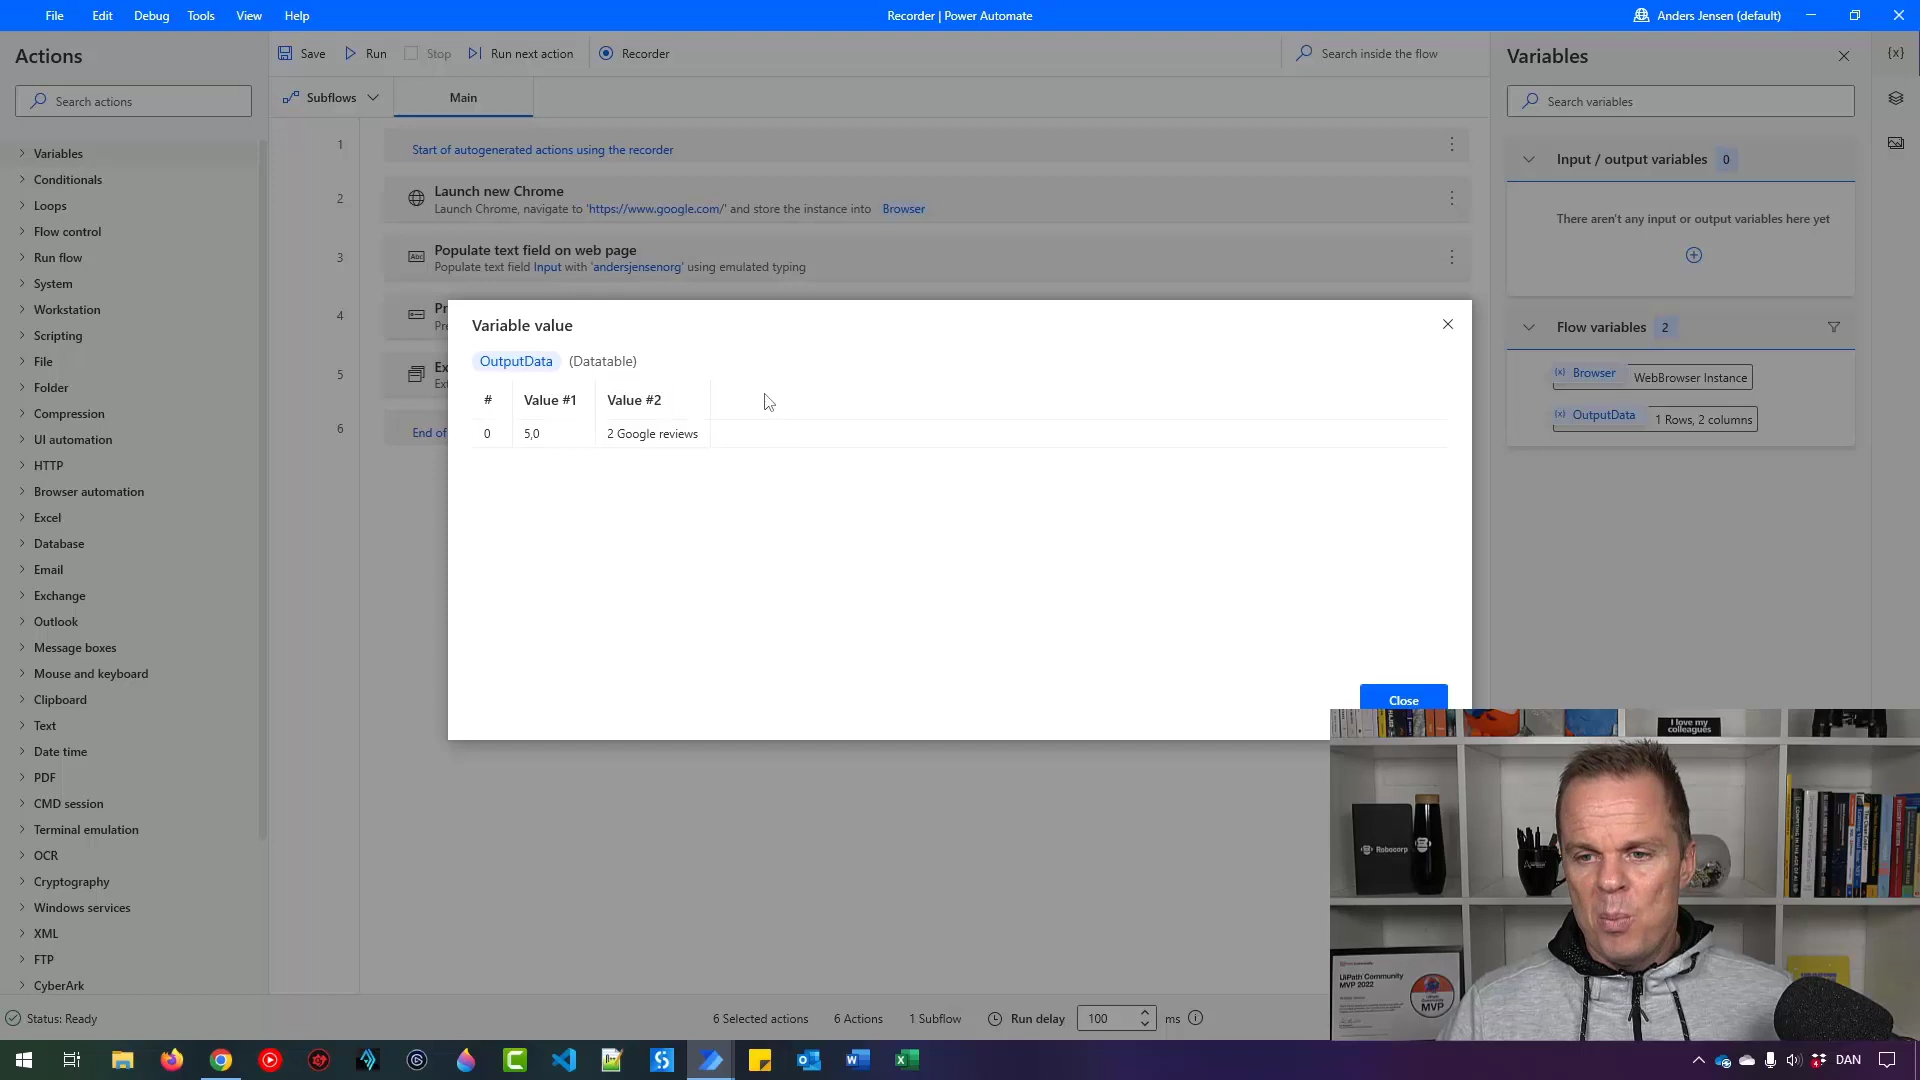 File Edit Debug Tools View Help
Recorder | Power Automate
Anders Jensen (default)
Actions
Search actions
Variables
Conditionals
Loops
Flow control
Run flow
System
Workstation
Scripting
File
Folder
Compression
UI automation
HTTP
Browser automation
Excel
Database
Email
Exchange
Outlook
Message boxes
Mouse and keyboard
Clipboard
Text
Date time
PDF
CMD session
Terminal emulation
OCR
Cryptography
Windows services
XML
FTP
CyberArk
Save Run Stop Run next action Recorder
Search inside the flow
Subflows Main
1 Start of autogenerated actions using the recorder
2 Launch new Chrome
Launch Chrome, navigate to 'https://www.google.com/' and store the instance into Browser
3 Populate text field on web page
Populate text field Input with 'andersjensenorg' using emulated typing
4 Pr
Pre
5 Ex
Ext
6 End of
Variable value
OutputData (Datatable)
# Value #1 Value #2
0 5,0 2 Google reviews
Close
Variables
{x}
Search variables
Input / output variables 0
There aren't any input or output variables here yet
Flow variables 2
Browser WebBrowser Instance
OutputData 1 Rows, 2 columns
Status: Ready
6 Selected actions 6 Actions 1 Subflow Run delay 100 ms
I love my
colleagues
Robocorp
UiPath Community
MVP 2022
MVP
DAN